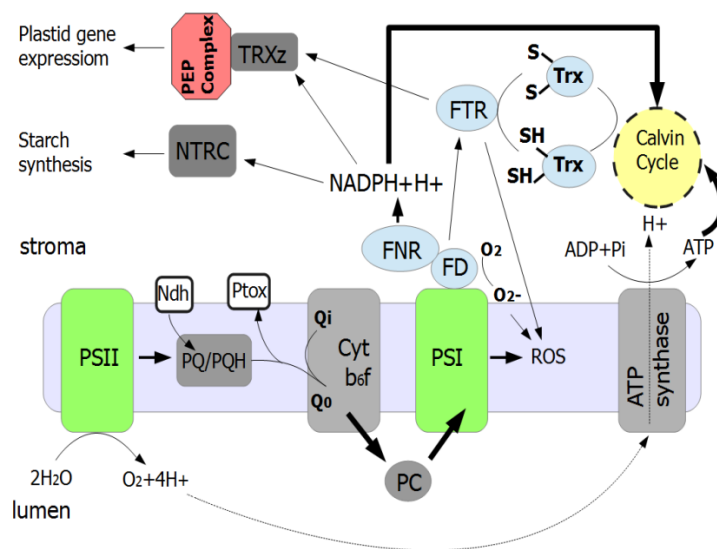 Plastid gene
expressiom
PEP
Complex
TRXz
S
S
Trx
FTR
Calvin
Cycle
SH
SH
Trx
Starch
synthesis
NTRC
NADPH+H+
stroma
FNR
FD
O2
O2-
H+
ADP+Pi
ATP
Ndh
Ptox
PSII
PQ/PQH
Qi
Cyt
b6f
Q0
PSI
ROS
ATP
synthase
2H2O
O2+4H+
PC
lumen